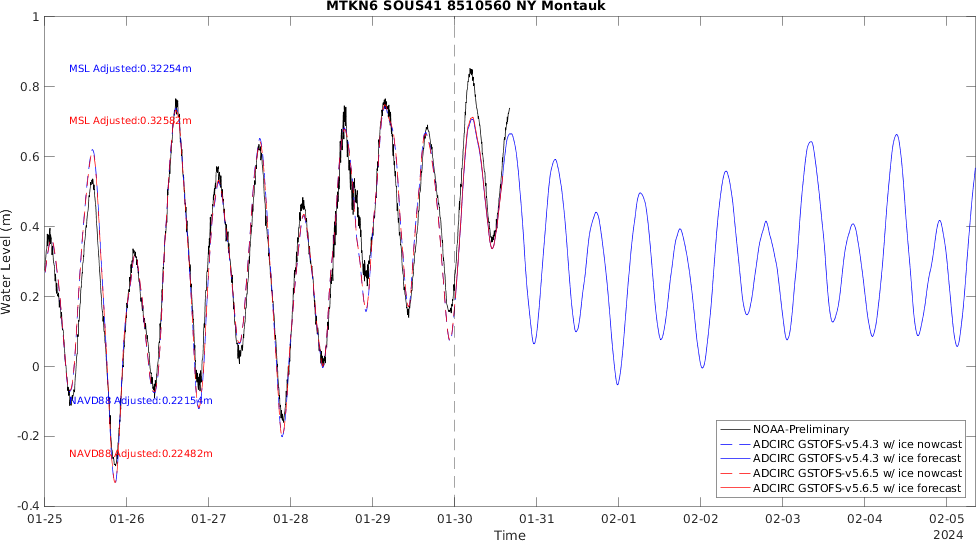 MTKN6 SOUS41 8510560 NY Montauk
Water Level (m)
1
0.8
0.6
0.4
0.2
0
-0.2
-0.4
MSL Adjusted:0.32254m
MSL Adjusted:0.32582m
NAVD88 Adjusted:0.22154m
NAVD88 Adjusted:0.22482m
NOAA-Preliminary
ADCIRC GSTOFS-v5.4.3 w/ ice nowcast
ADCIRC GSTOFS-v5.4.3 w/ ice forecast
ADCIRC GSTOFS-v5.6.5 w/ ice nowcast
ADCIRC GSTOFS-v5.6.5 w/ ice forecast
01-25 01-26 01-27 01-28 01-29 01-30 01-31 02-01 02-02 02-03 02-04 02-05
2024
Time